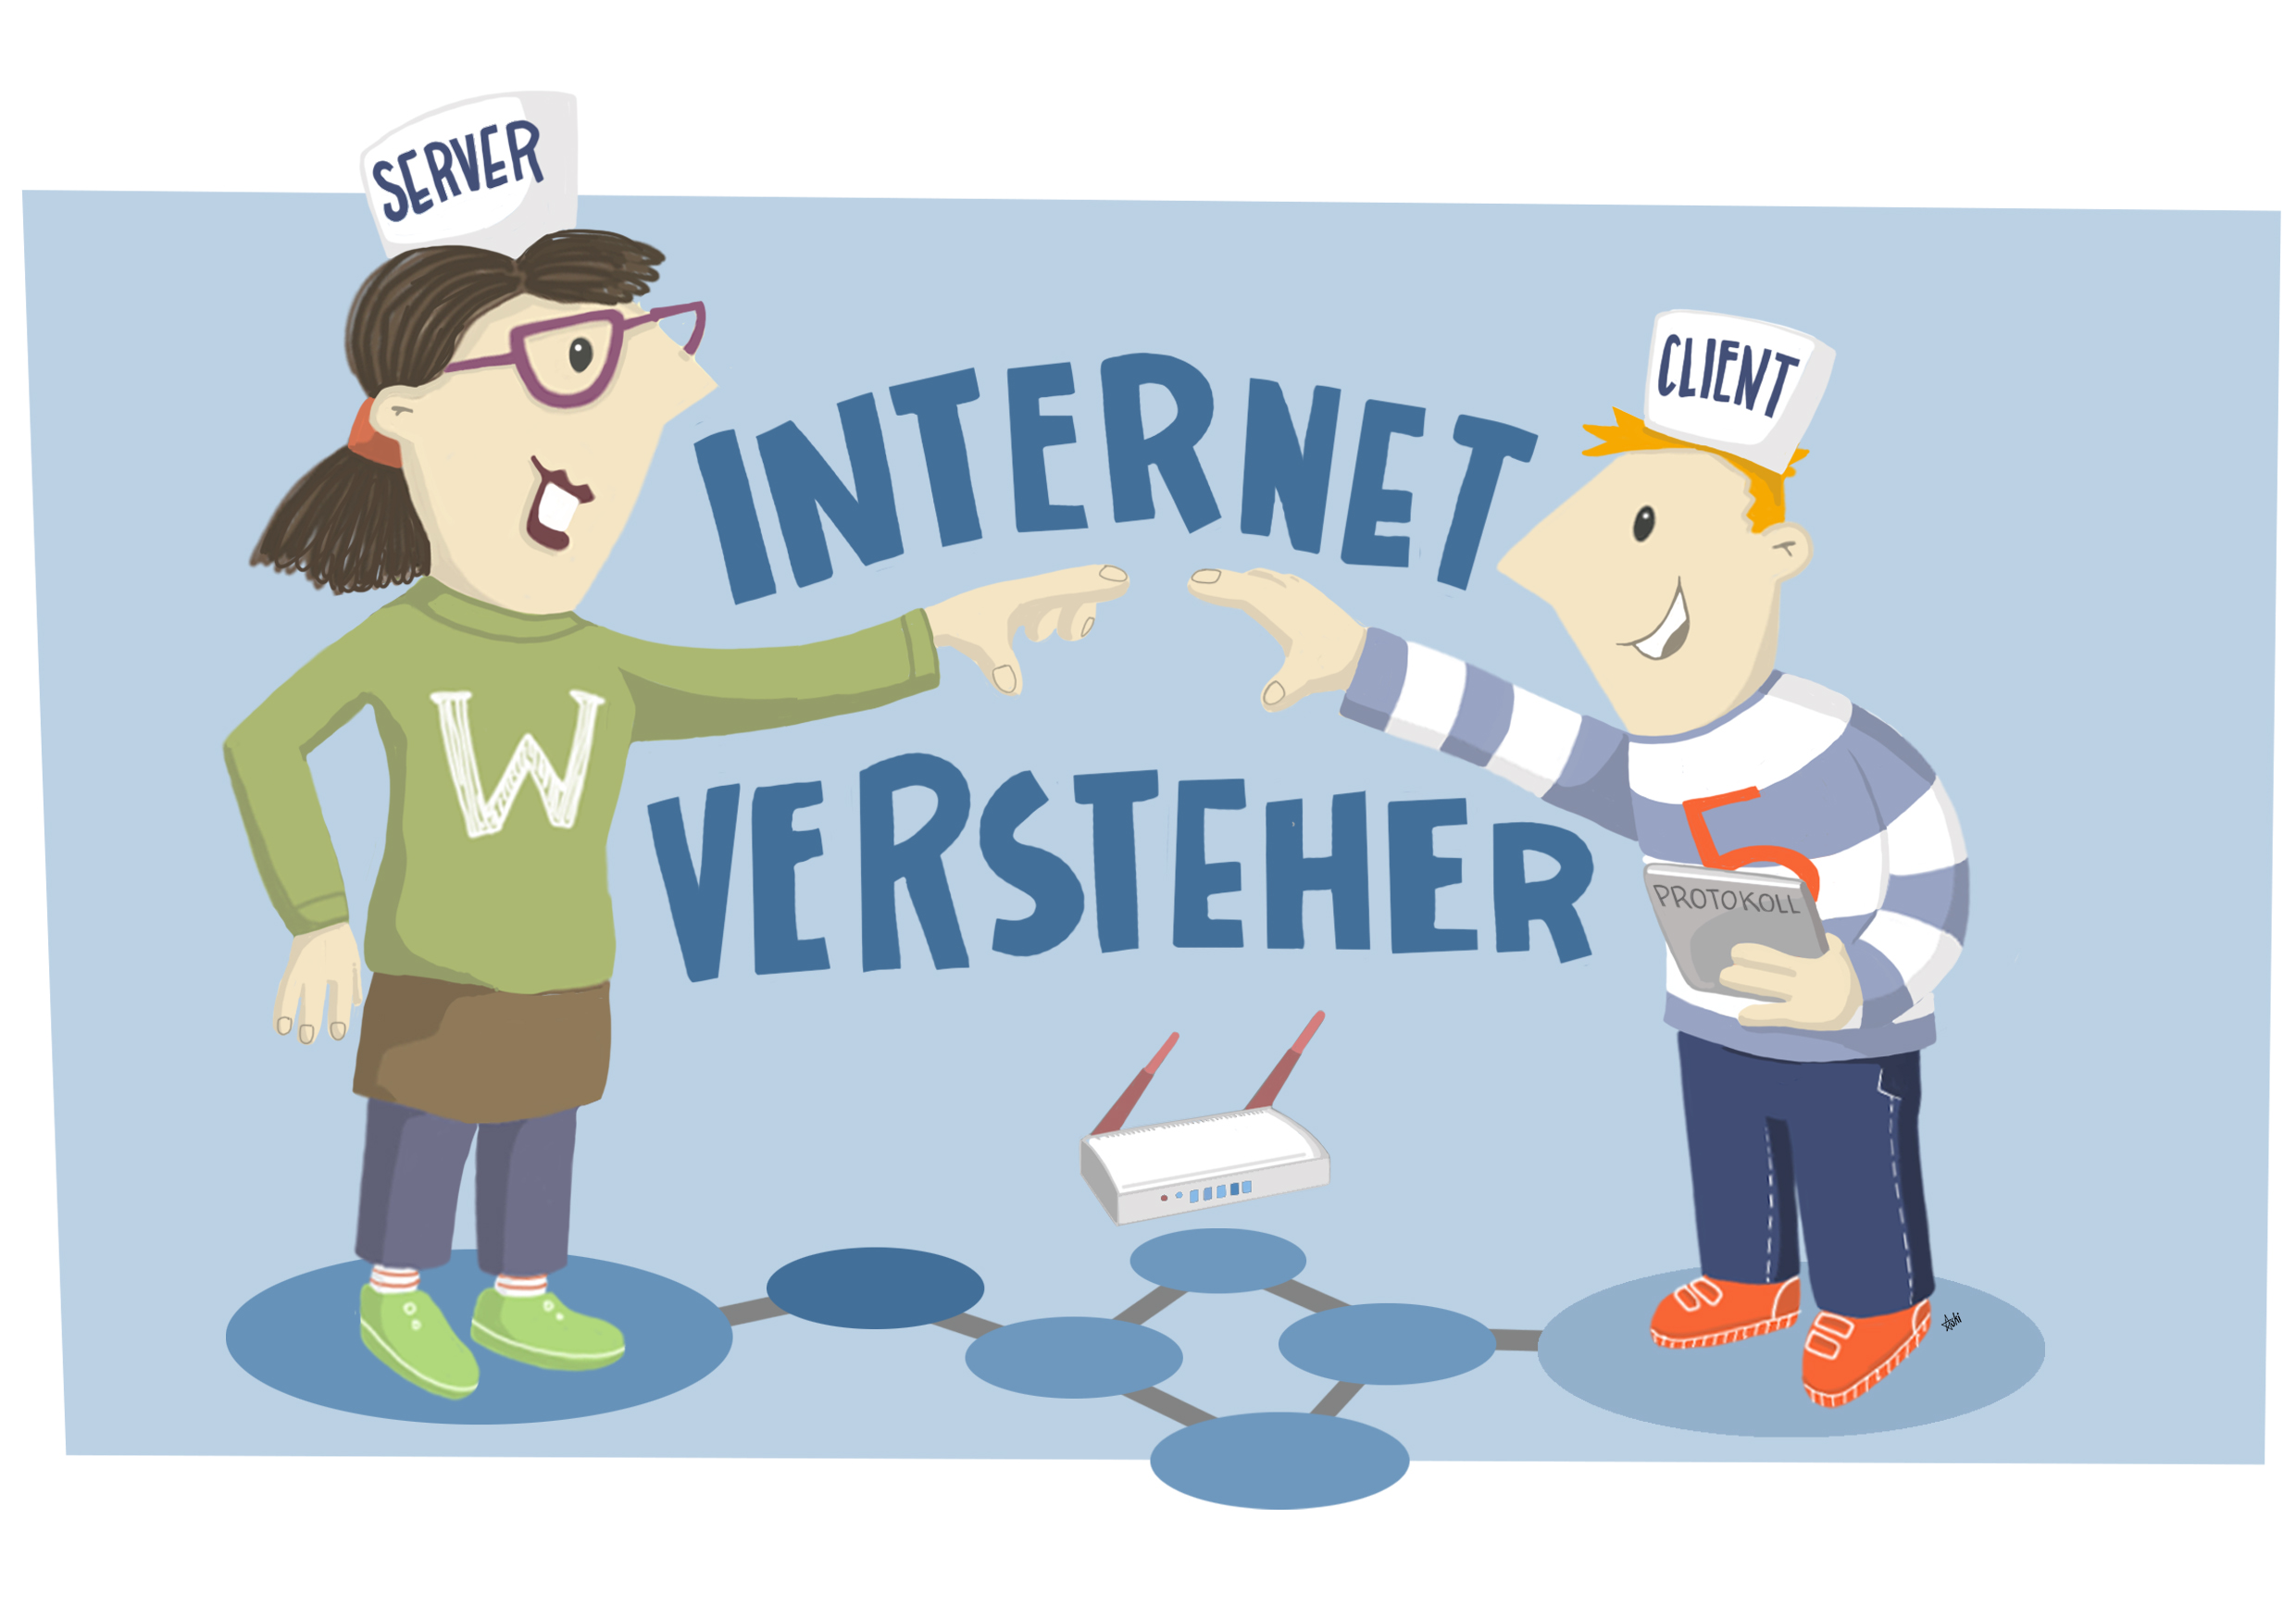 SERVER
CLIENT
INTERNET
W
VERSTEHER
5
PROTOKOLL